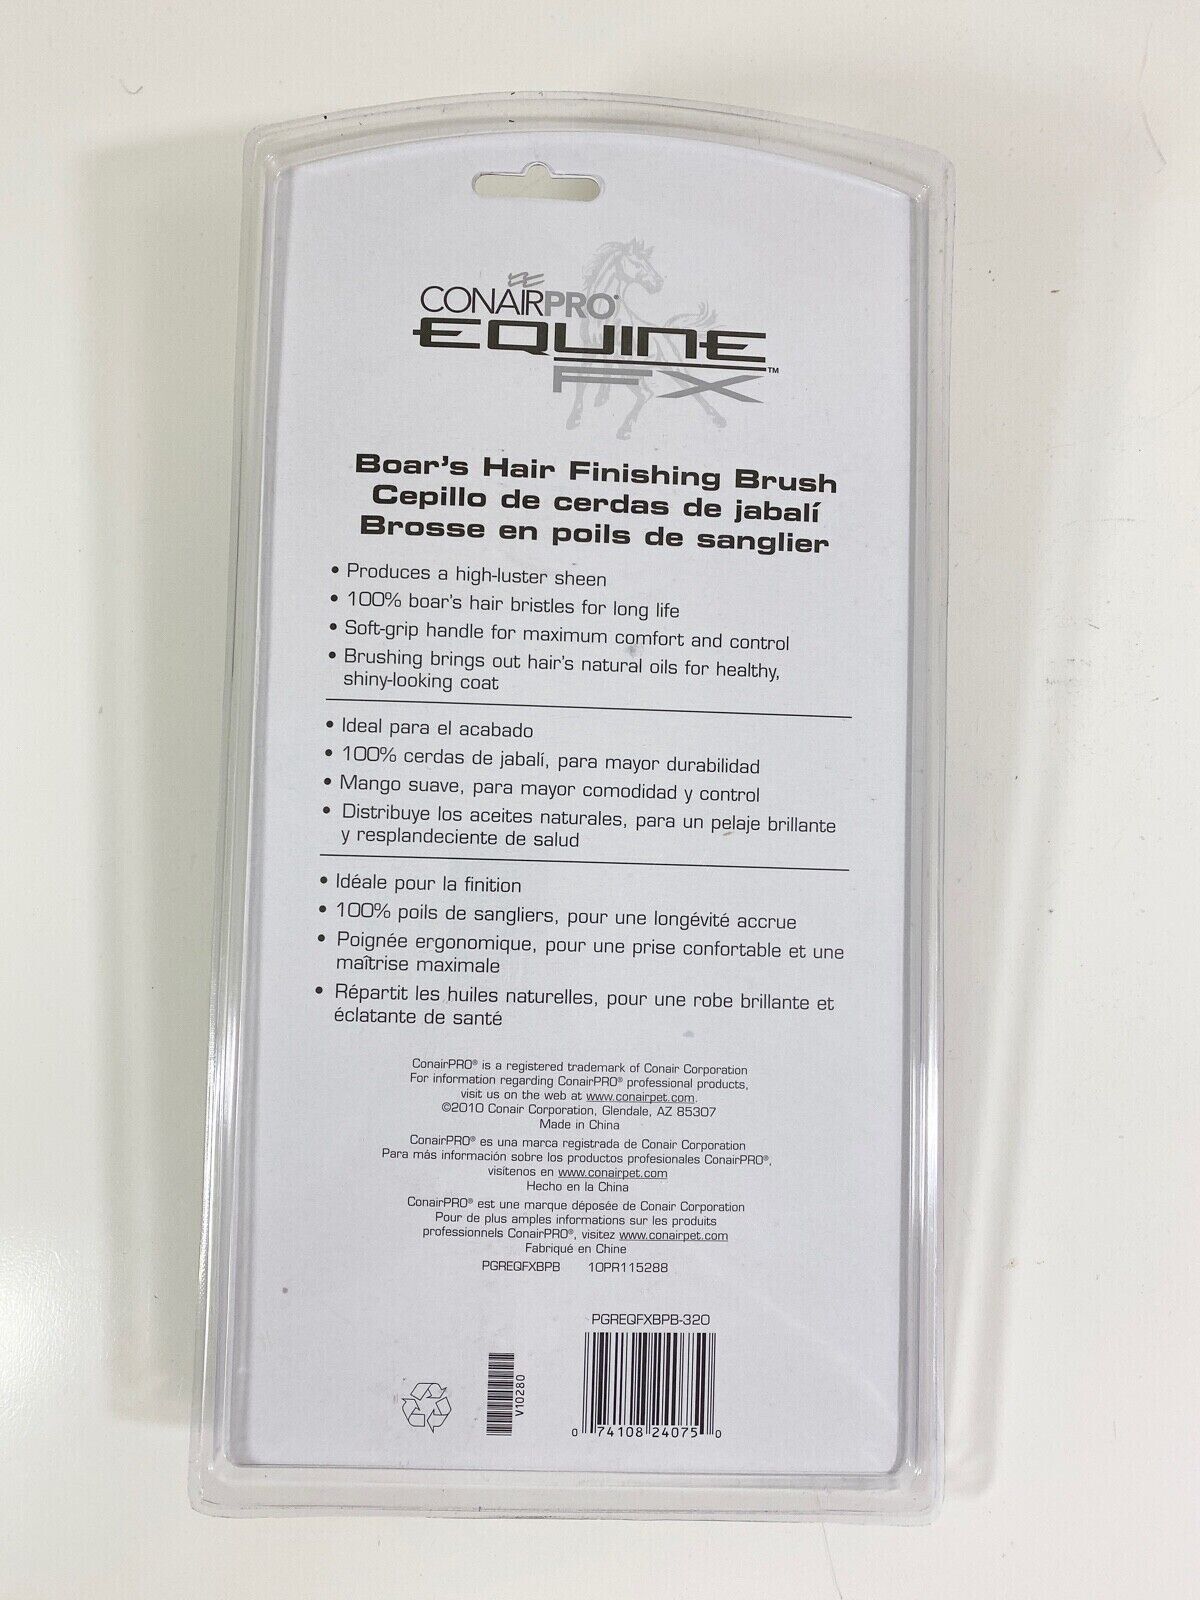 CONAIRPRO®
EQUINE
FX™
Boar's Hair Finishing Brush
Cepillo de cerdas de jabalí
Brosse en poils de sanglier
• Produces a high-luster sheen
• 100% boar's hair bristles for long life
• Soft-grip handle for maximum comfort and control
• Brushing brings out hair's natural oils for healthy,
shiny-looking coat
• Ideal para el acabado
• 100% cerdas de jabalí, para mayor durabilidad
• Mango suave, para mayor comodidad y control
• Distribuye los aceites naturales, para un pelaje brillante
y resplandeciente de salud
• Idéale pour la finition
• 100% poils de sangliers, pour une longévité accrue
• Poignée ergonomique, pour une prise confortable et une
maîtrise maximale
• Répartit les huiles naturelles, pour une robe brillante et
éclatante de santé
ConairPRO® is a registered trademark of Conair Corporation
For information regarding ConairPRO® professional products,
visit us on the web at www.conairpet.com.
©2010 Conair Corporation, Glendale, AZ 85307
Made in China
ConairPRO® es una marca registrada de Conair Corporation
Para más información sobre los productos profesionales ConairPRO®,
visítenos en www.conairpet.com
Hecho en la China
ConairPRO® est une marque déposée de Conair Corporation
Pour de plus amples informations sur les produits
professionnels ConairPRO®, visitez www.conairpet.com
Fabriqué en Chine
PGREQFXBPB 10PR115288
PGREQFXBPB-320
V10280
0 74108 24075 0